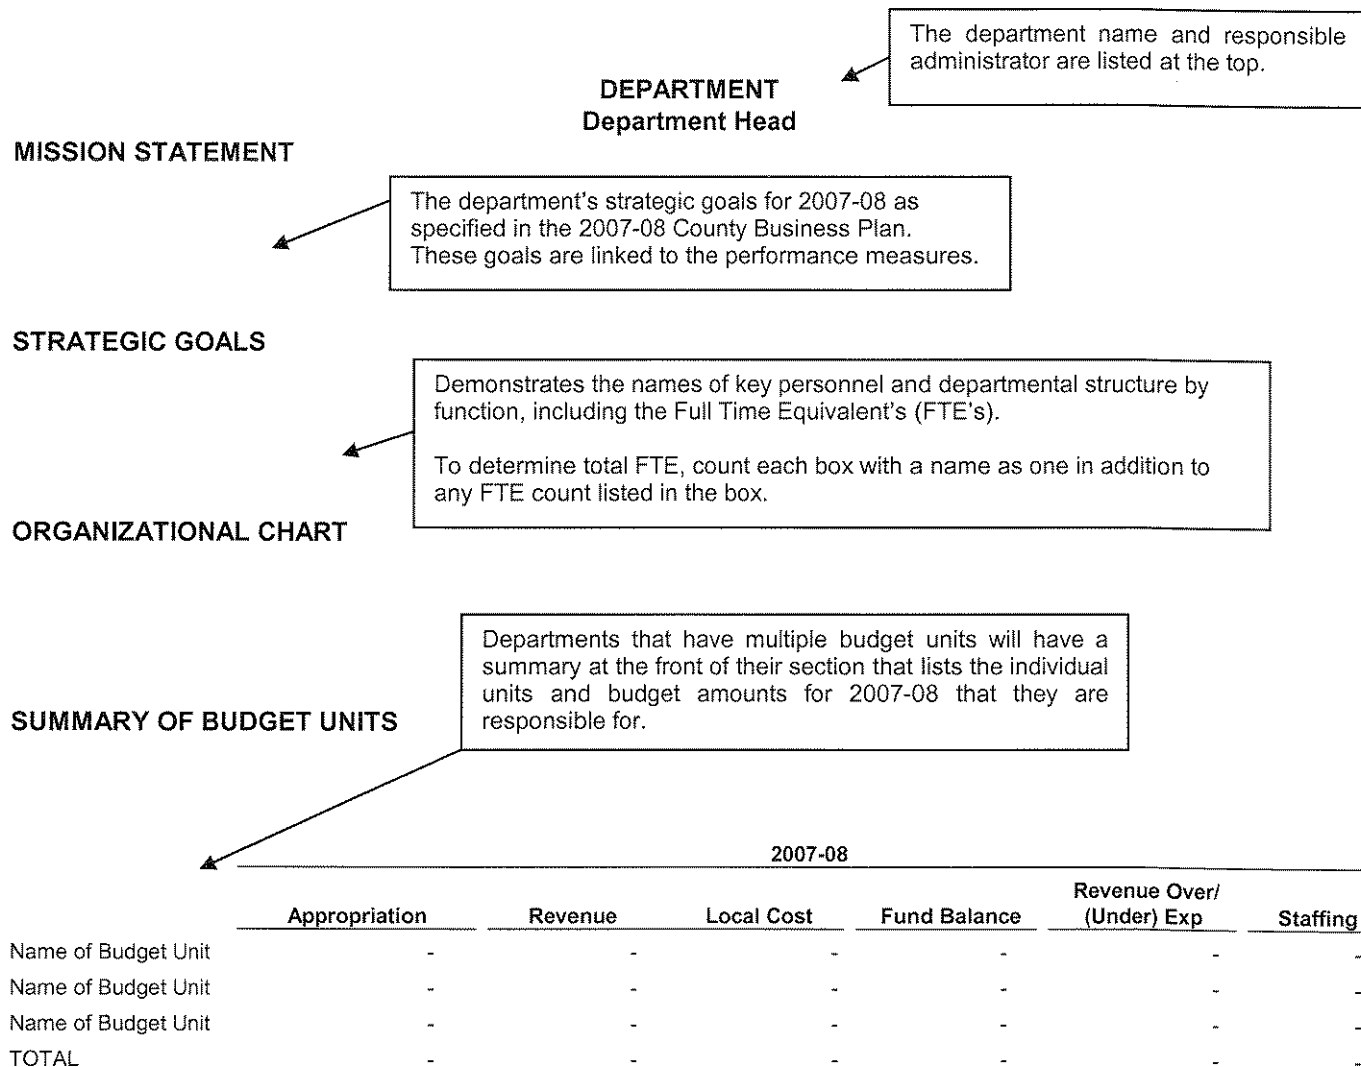 The department name and responsible
administrator are listed at the top.
DEPARTMENT
Department Head
MISSION STATEMENT
The department's strategic goals for 2007-08 as
specified in the 2007-08 County Business Plan.
These goals are linked to the performance measures.
STRATEGIC GOALS
Demonstrates the names of key personnel and departmental structure by
function, including the Full Time Equivalent's (FTE's).
To determine total FTE, count each box with a name as one in addition to
any FTE count listed in the box.
ORGANIZATIONAL CHART
Departments that have multiple budget units will have a
summary at the front of their section that lists the individual
units and budget amounts for 2007-08 that they are
responsible for.
SUMMARY OF BUDGET UNITS
2007-08
Appropriation Revenue Local Cost Fund Balance Revenue Over/ (Under) Exp Staffing
Name of Budget Unit - - - - - -
Name of Budget Unit - - - - - -
Name of Budget Unit - - - - - -
TOTAL - - - - - -